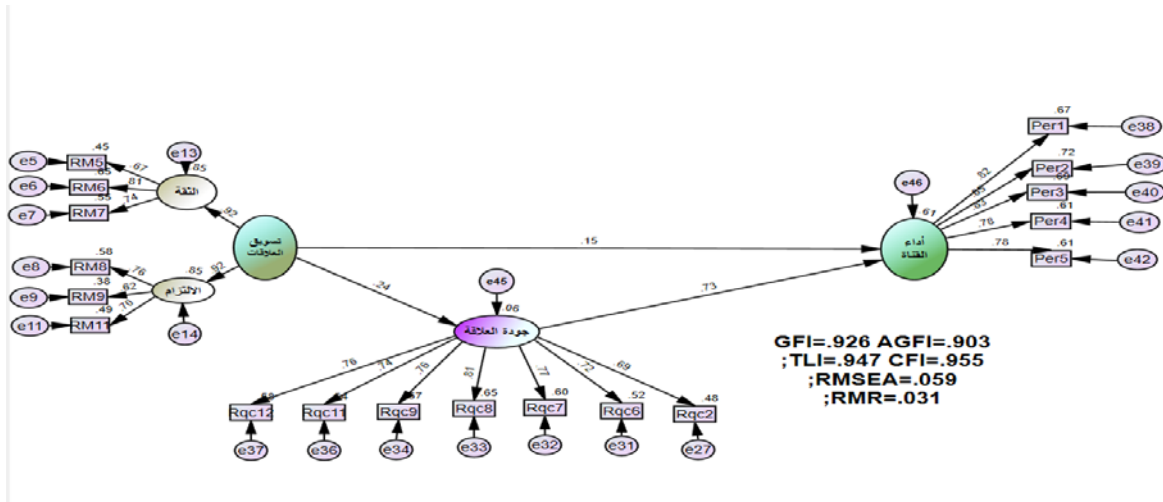 .67
Per1
e38
.82
.72
Per2
e39
.85
Per3
e40
.83
.61
Per4
e41
.78
.61
Per5
e42
.78
e46
.61
أداء
القناة
.45
e5
RM5
.67
e13
.85
الثقة
e6
RM6
.81
.55
e7
RM7
.74
.92
تسويق
العلاقات
.15
.58
e8
RM8
.76
.85
.92
.38
e9
RM9
.62
الالتزام
.49
e11
RM11
e14
.24
e45
.06
جودة العلاقة
.73
GFI=.926 AGFI=.903
;TLI=.947 CFI=.955
;RMSEA=.059
;RMR=.031
.76
.74
.76
.81
.77
.72
.69
.65
.60
.52
.48
Rqc12
Rqc11
Rqc9
Rqc8
Rqc7
Rqc6
Rqc2
e37
e36
e34
e33
e32
e31
e27